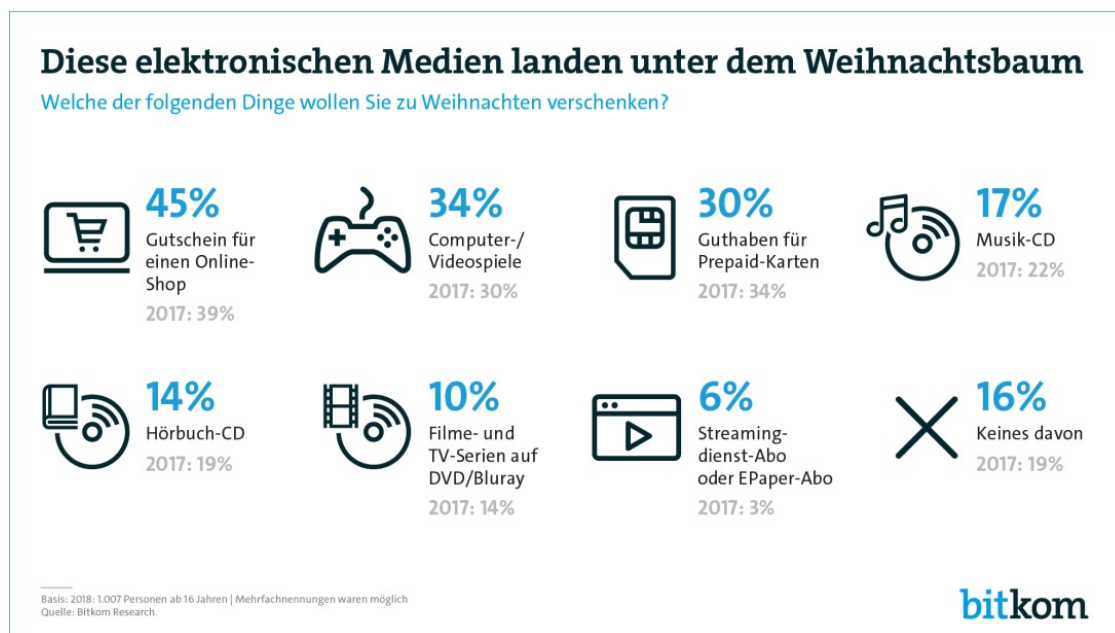 Diese elektronischen Medien landen unter dem Weihnachtsbaum
Welche der folgenden Dinge wollen Sie zu Weihnachten verschenken?
45%
Gutschein für
einen Online-
Shop
2017: 39%
34%
Computer-/
Videospiele
2017: 30%
30%
Guthaben für
Prepaid-Karten
2017: 34%
17%
Musik-CD
2017: 22%
14%
Hörbuch-CD
2017: 19%
10%
Filme- und
TV-Serien auf
DVD/Bluray
2017: 14%
6%
Streaming-
dienst-Abo
oder EPaper-Abo
2017: 3%
16%
Keines davon
2017: 19%
Basis: 2018: 1.007 Personen ab 16 Jahren | Mehrfachnennungen waren möglich
Quelle: Bitkom Research
bitkom